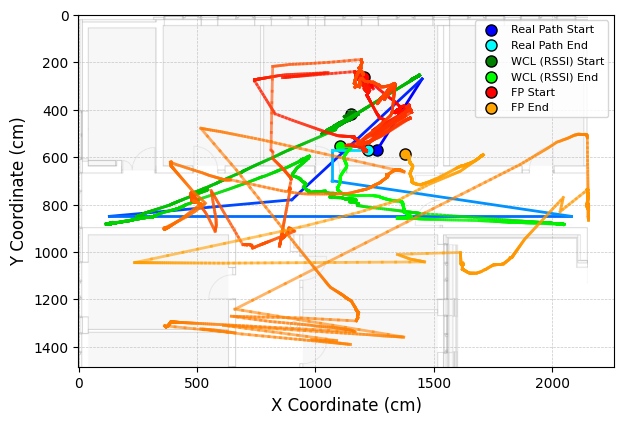 0
200
400
600
800
1000
1200
1400
Y Coordinate (cm)
Real Path Start
Real Path End
WCL (RSSI) Start
WCL (RSSI) End
FP Start
FP End
0
500
1000
1500
2000
X Coordinate (cm)